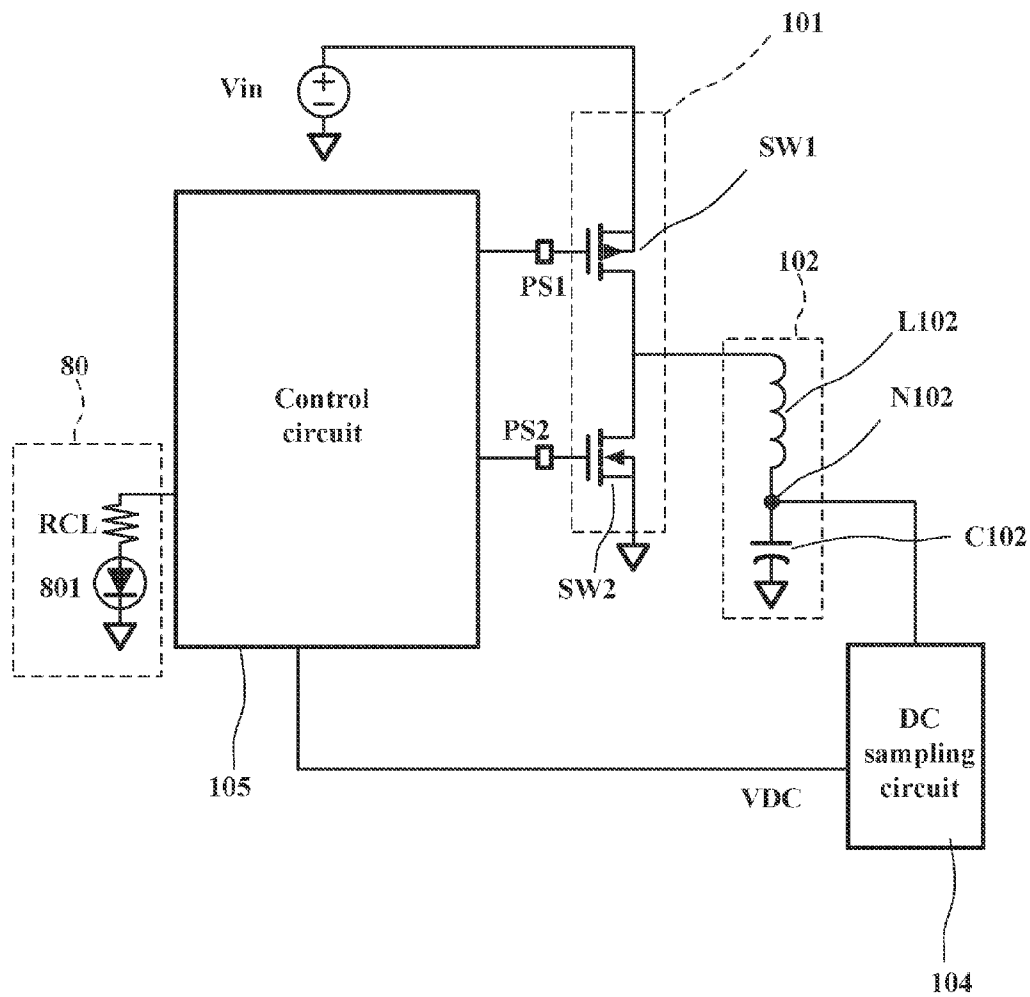 101
Vin
SW1
PS1
102
L102
80
Control
circuit
N102
PS2
RCL
C102
801
SW2
DC
sampling
circuit
105
VDC
104